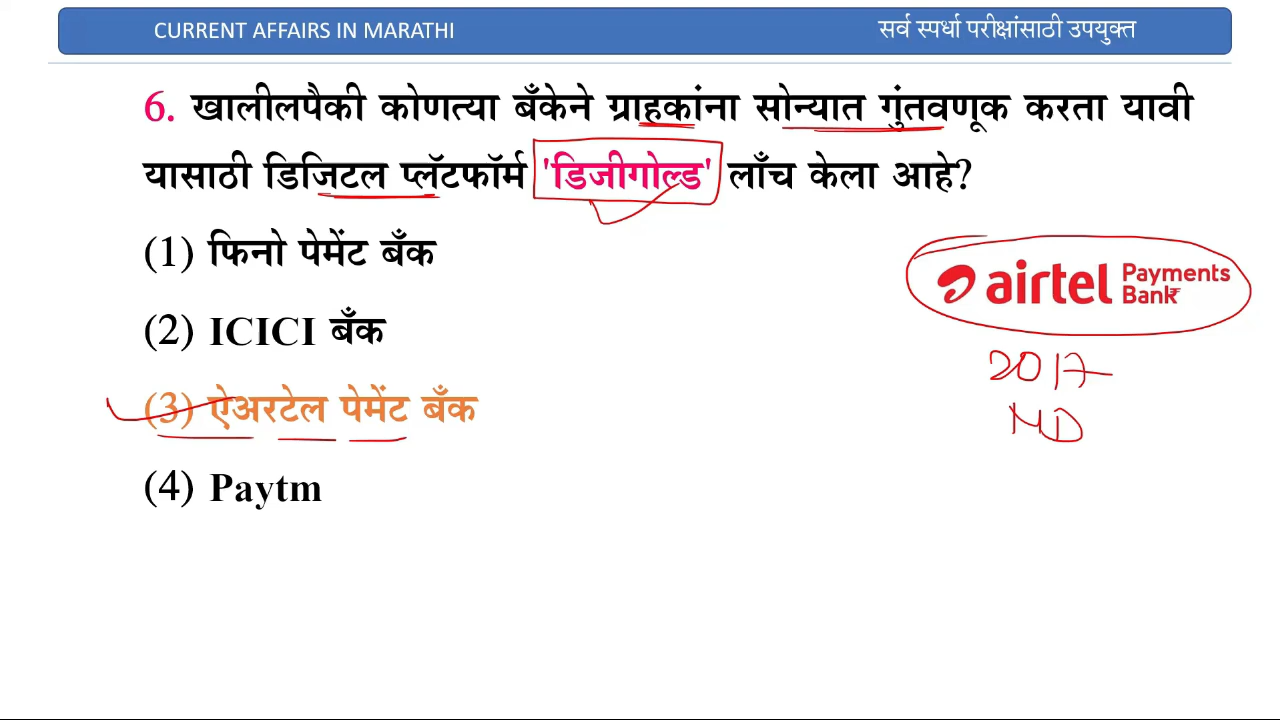 CURRENT AFFAIRS IN MARATHI
सर्व स्पर्धा परीक्षांसाठी उपयुक्त
6. खालीलपैकी कोणत्या बँकेने ग्राहकांना सोन्यात गुंतवणूक करता यावी
यासाठी डिजिटल प्लॅटफॉर्म 'डिजीगोल्ड' लाँच केला आहे?
(1) फिनो पेमेंट बँक
airtel Payments
Bank
(2) ICICI बँक
2017
(3) ऐअरटेल पेमेंट बँक
MD
(4) Paytm